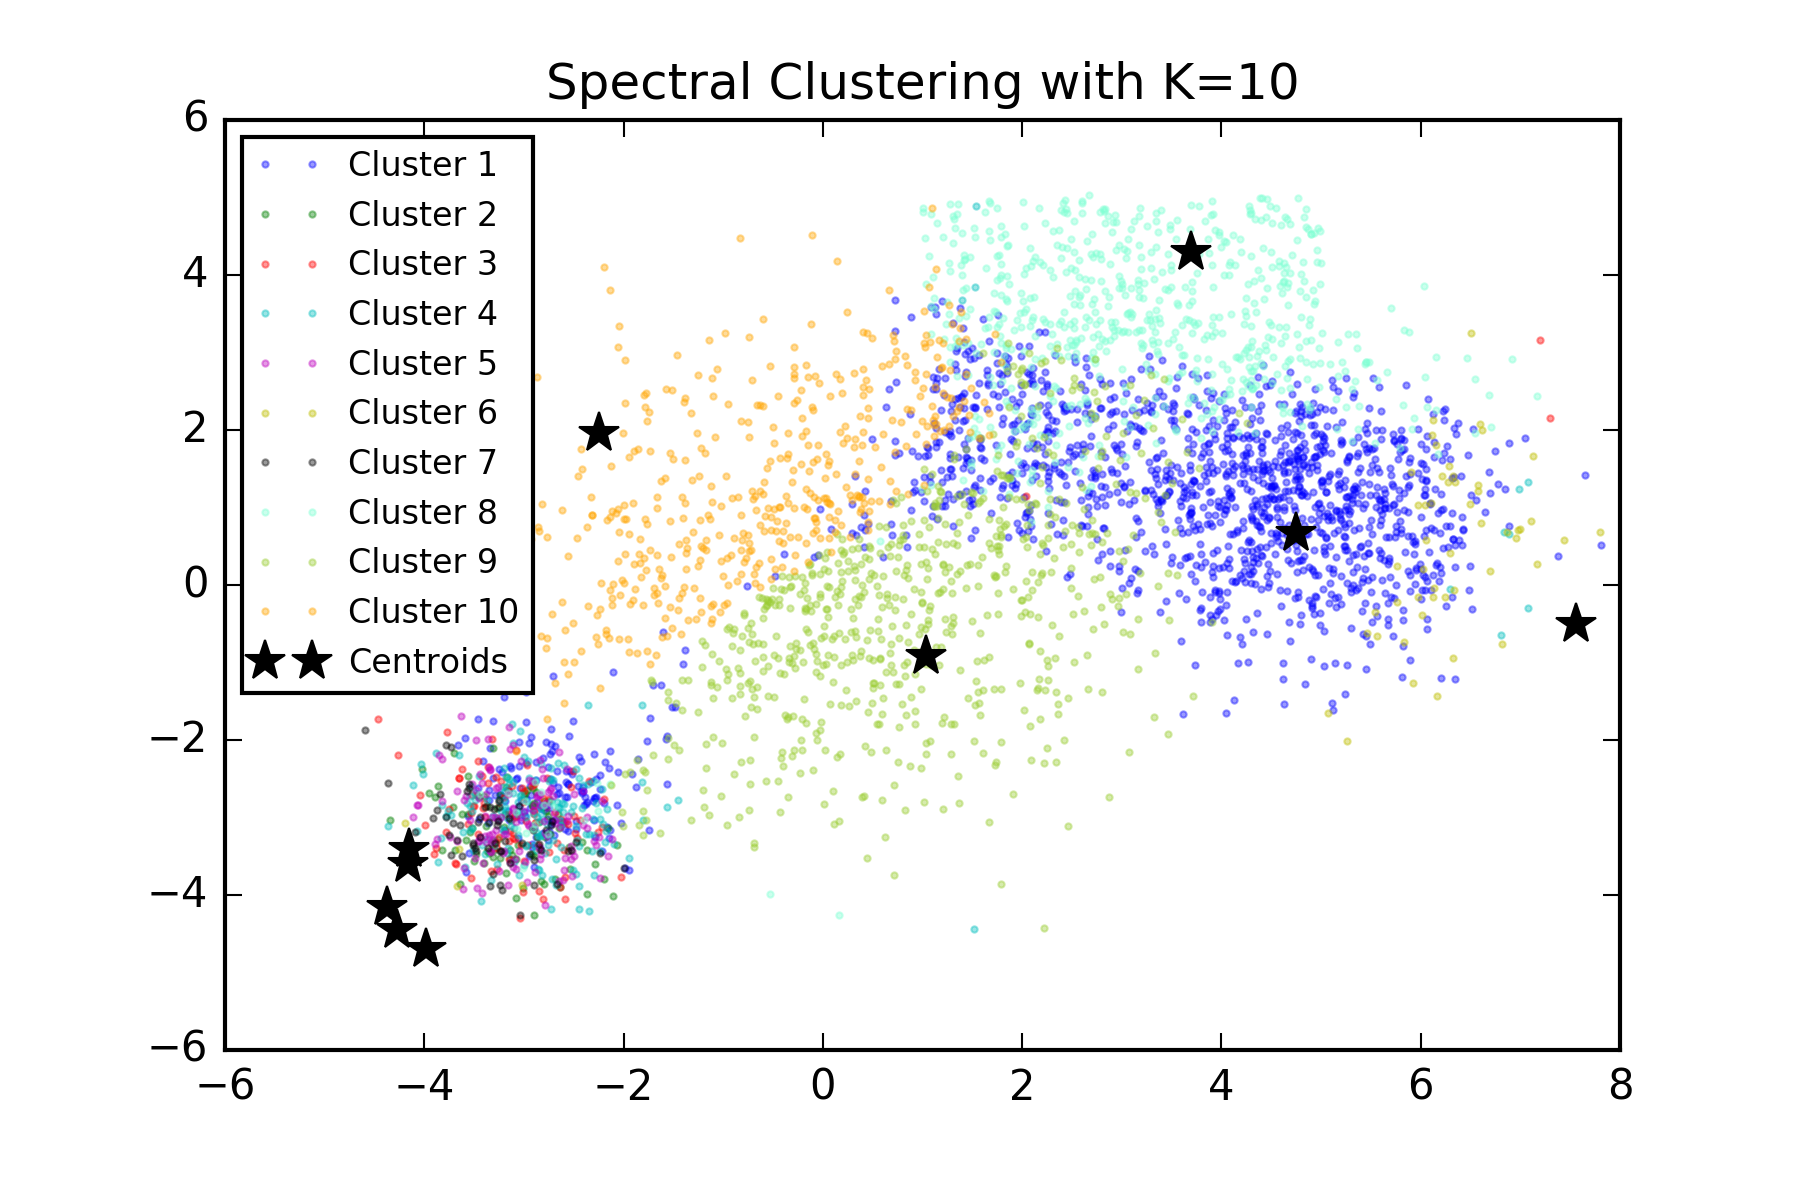 Spectral Clustering with K=10
6
4
2
0
−2
−4
−6
Cluster 1
Cluster 2
Cluster 3
Cluster 4
Cluster 5
Cluster 6
Cluster 7
Cluster 8
Cluster 9
Cluster 10
Centroids
−6 −4 −2 0 2 4 6 8